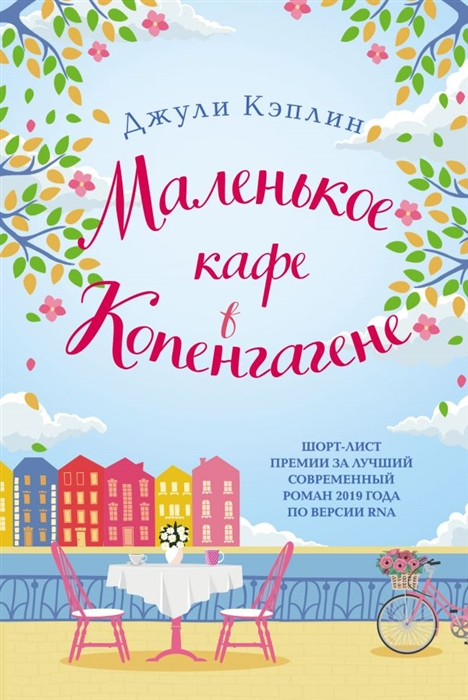 Джули Кэплин
Маленькое
кафе
в
Копенгагене
ШОРТ-ЛИСТ
ПРЕМИИ ЗА ЛУЧШИЙ
СОВРЕМЕННЫЙ
РОМАН 2019 ГОДА
ПО ВЕРСИИ RNA